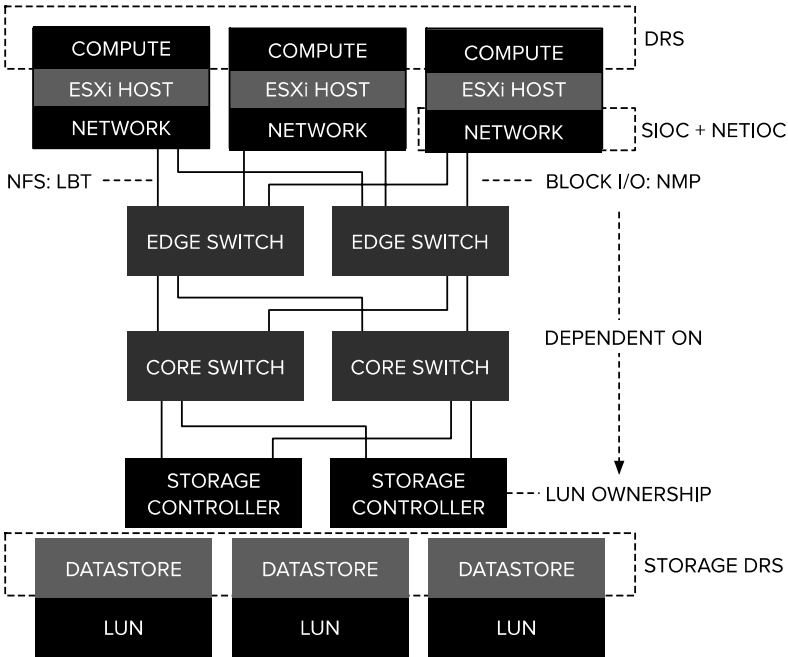 COMPUTE
COMPUTE
COMPUTE
DRS
ESXi HOST
ESXi HOST
ESXi HOST
NETWORK
NETWORK
NETWORK
SIOC + NETIOC
NFS: LBT
BLOCK I/O: NMP
EDGE SWITCH
EDGE SWITCH
DEPENDENT ON
CORE SWITCH
CORE SWITCH
STORAGE
CONTROLLER
STORAGE
CONTROLLER
LUN OWNERSHIP
DATASTORE
DATASTORE
DATASTORE
STORAGE DRS
LUN
LUN
LUN